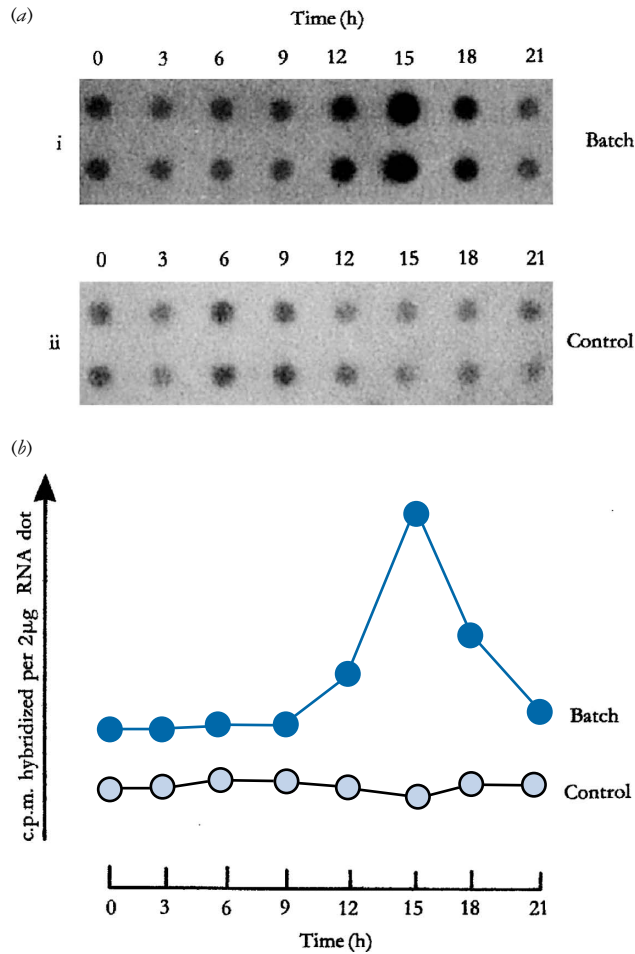 (a)
Time (h)
0 3 6 9 12 15 18 21
i
Batch
0 3 6 9 12 15 18 21
ii
Control
(b)
c.p.m. hybridized per 2µg RNA dot
Batch
Control
0 3 6 9 12 15 18 21
Time (h)